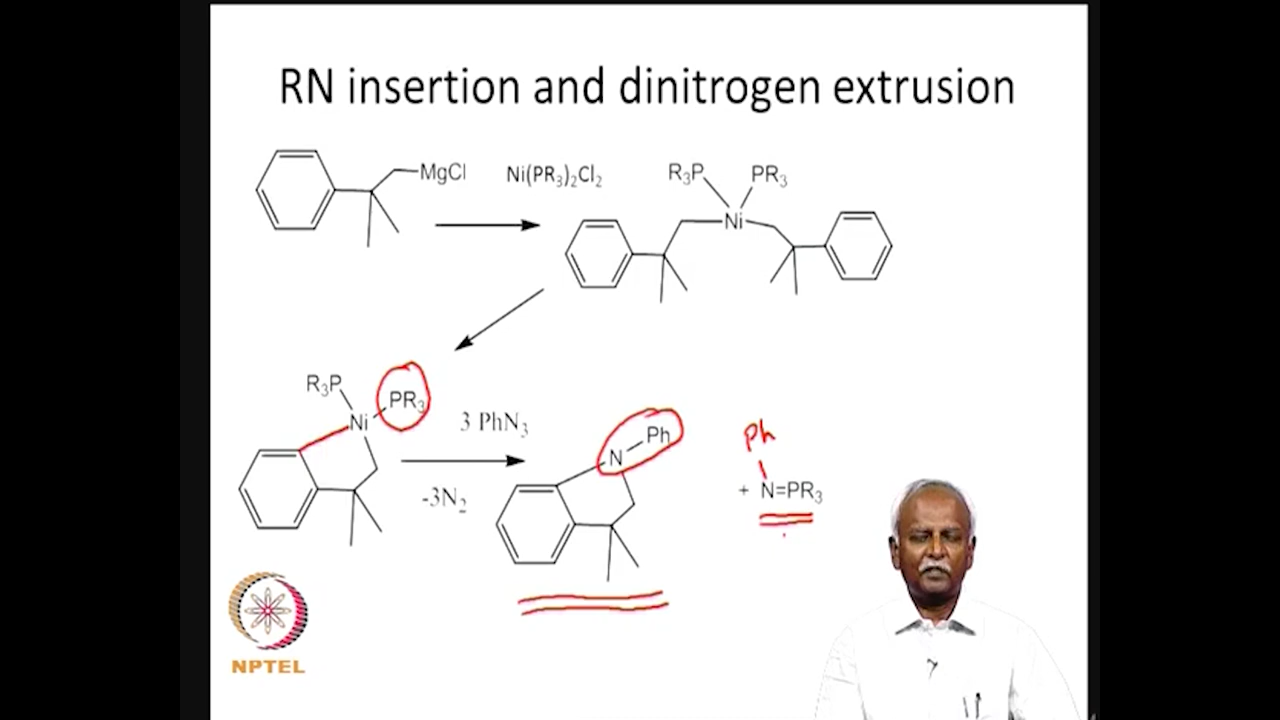 RN insertion and dinitrogen extrusion
MgCl
Ni(PR₃)₂Cl₂
R₃P
PR₃
Ni
R₃P
PR₃
Ni
3 PhN₃
-3N₂
N
Ph
Ph
+ N=PR₃
NPTEL